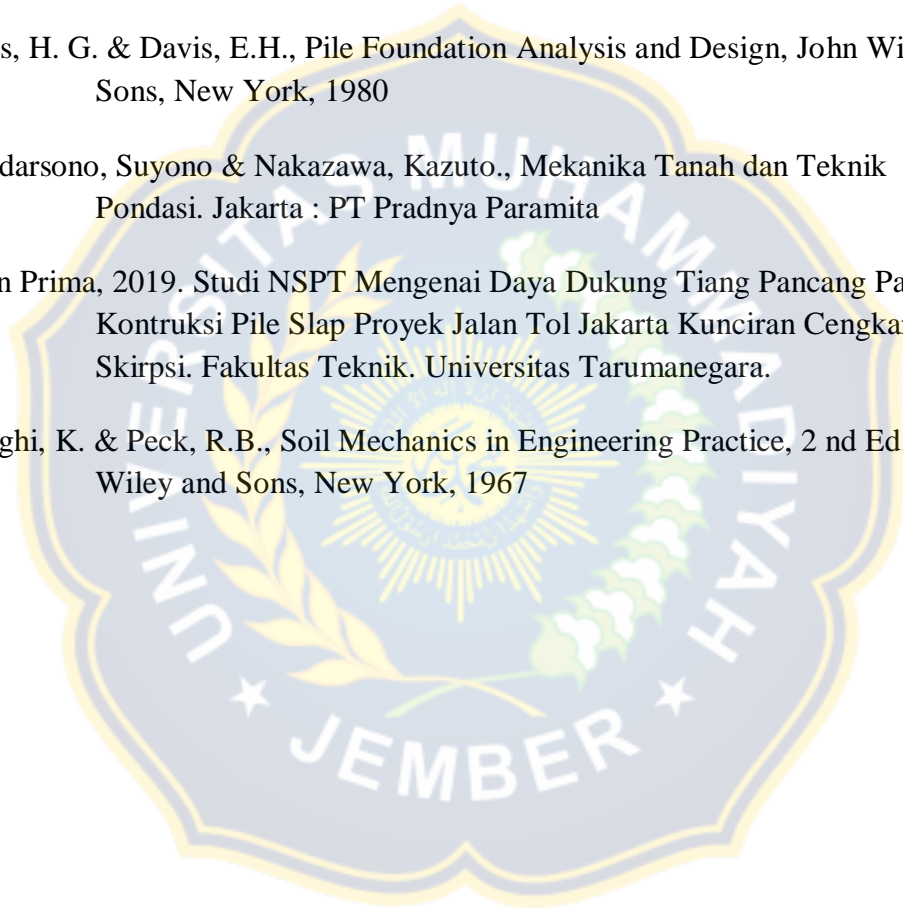 s, H. G. & Davis, E.H., Pile Foundation Analysis and Design, John Wi
Sons, New York, 1980
darsono, Suyono & Nakazawa, Kazuto., Mekanika Tanah dan Teknik
Pondasi. Jakarta : PT Pradnya Paramita
n Prima, 2019. Studi NSPT Mengenai Daya Dukung Tiang Pancang Pa
Kontruksi Pile Slap Proyek Jalan Tol Jakarta Kunciran Cengkar
Skirpsi. Fakultas Teknik. Universitas Tarumanegara.
ghi, K. & Peck, R.B., Soil Mechanics in Engineering Practice, 2 nd Ed
Wiley and Sons, New York, 1967
UNIVERSITAS MUHAMMADIYAH
JEMBER